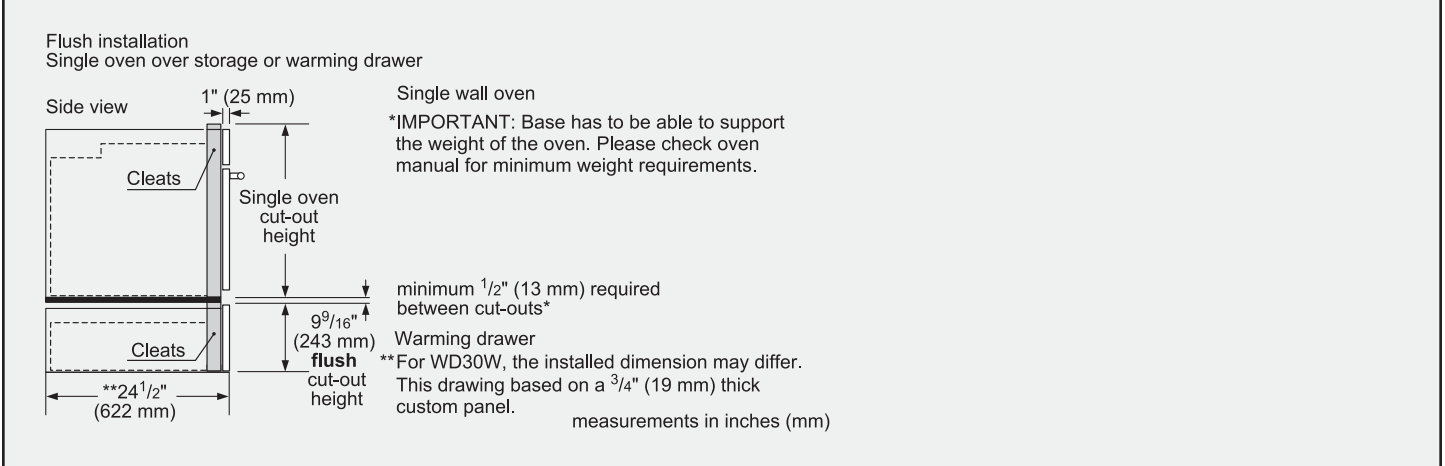 Flush installation
Single oven over storage or warming drawer
Side view
1" (25 mm)
Cleats
Single oven
cut-out
height
Single wall oven
*IMPORTANT: Base has to be able to support
the weight of the oven. Please check oven
manual for minimum weight requirements.
minimum 1/2" (13 mm) required
between cut-outs*
9 9/16"
(243 mm)
flush
cut-out
height
Cleats
**24 1/2"
(622 mm)
Warming drawer
**For WD30W, the installed dimension may differ.
This drawing based on a 3/4" (19 mm) thick
custom panel.
measurements in inches (mm)